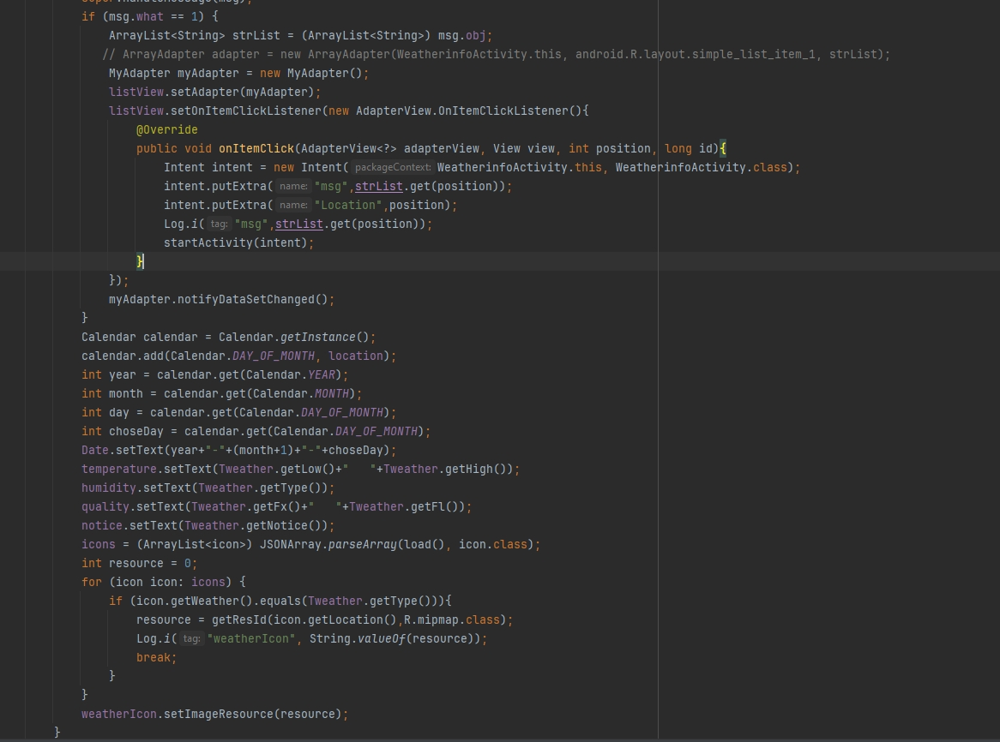 super.handleMessage(msg);
if (msg.what == 1) {
ArrayList<String> strList = (ArrayList<String>) msg.obj;
// ArrayAdapter adapter = new ArrayAdapter(WeatherinfoActivity.this, android.R.layout.simple_list_item_1, strList);
MyAdapter myAdapter = new MyAdapter();
listView.setAdapter(myAdapter);
listView.setOnItemClickListener(new AdapterView.OnItemClickListener(){
@Override
public void onItemClick(AdapterView<?> adapterView, View view, int position, long id){
Intent intent = new Intent( packageContext: WeatherinfoActivity.this, WeatherinfoActivity.class);
intent.putExtra( name: "msg",strList.get(position));
intent.putExtra( name: "Location",position);
Log.i( tag: "msg",strList.get(position));
startActivity(intent);
}
});
myAdapter.notifyDataSetChanged();
}
Calendar calendar = Calendar.getInstance();
calendar.add(Calendar.DAY_OF_MONTH, location);
int year = calendar.get(Calendar.YEAR);
int month = calendar.get(Calendar.MONTH);
int day = calendar.get(Calendar.DAY_OF_MONTH);
int choseDay = calendar.get(Calendar.DAY_OF_MONTH);
Date.setText(year+"-"+(month+1)+"-"+choseDay);
temperature.setText(Tweather.getLow()+"   "+Tweather.getHigh());
humidity.setText(Tweather.getType());
quality.setText(Tweather.getFx()+"   "+Tweather.getFl());
notice.setText(Tweather.getNotice());
icons = (ArrayList<icon>) JSONArray.parseArray(load(), icon.class);
int resource = 0;
for (icon icon: icons) {
if (icon.getWeather().equals(Tweather.getType())){
resource = getResId(icon.getLocation(),R.mipmap.class);
Log.i( tag: "weatherIcon", String.valueOf(resource));
break;
}
}
weatherIcon.setImageResource(resource);
}